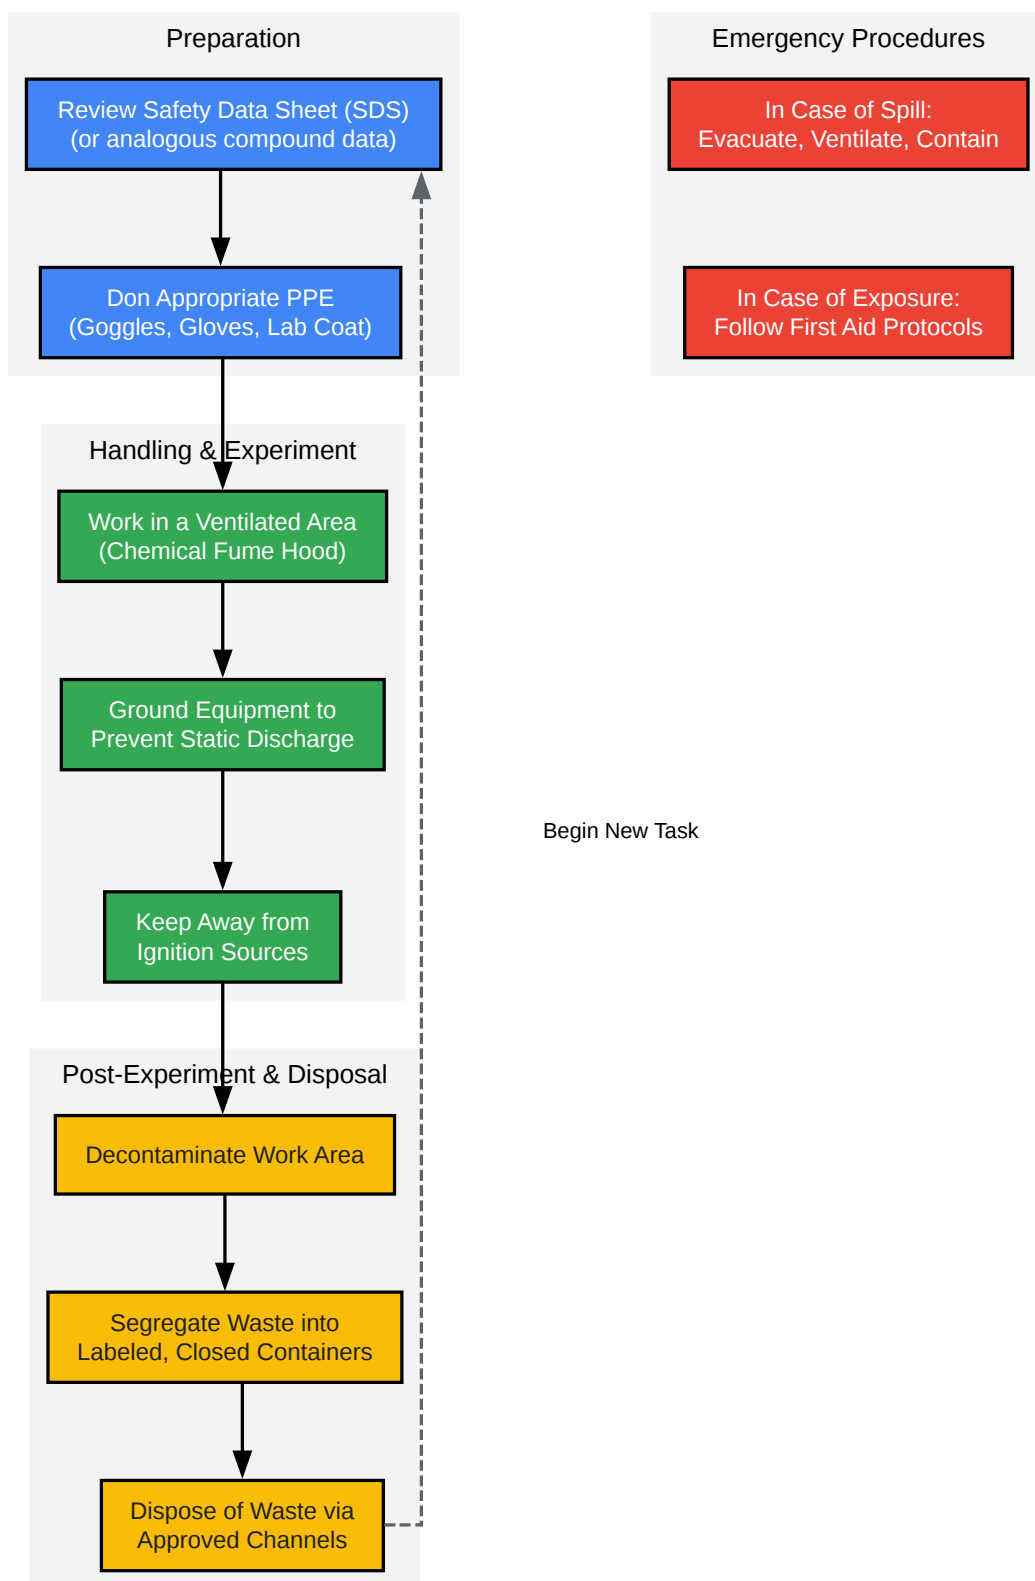 Preparation
Review Safety Data Sheet (SDS)
(or analogous compound data)
Don Appropriate PPE
(Goggles, Gloves, Lab Coat)
Handling & Experiment
Work in a Ventilated Area
(Chemical Fume Hood)
Ground Equipment to
Prevent Static Discharge
Keep Away from
Ignition Sources
Post-Experiment & Disposal
Decontaminate Work Area
Segregate Waste into
Labeled, Closed Containers
Dispose of Waste via
Approved Channels
Begin New Task
Emergency Procedures
In Case of Spill:
Evacuate, Ventilate, Contain
In Case of Exposure:
Follow First Aid Protocols